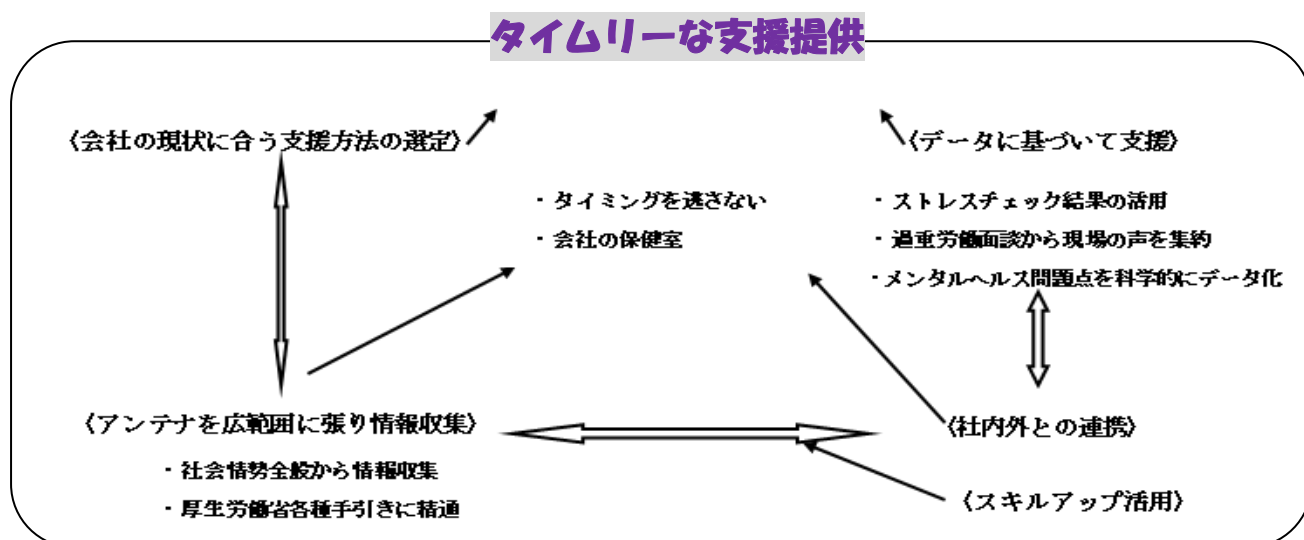 タイムリーな支援提供
〈会社の現状に合う支援方法の選定〉
〈データに基づいて支援〉
・タイミングを逃さない
・会社の保健室
・ストレスチェック結果の活用
・過重労働面談から現場の声を集約
・メンタルヘルス問題点を科学的にデータ化
〈アンテナを広範囲に張り情報収集〉
・社会情勢全般から情報収集
・厚生労働省各種手引きに精通
〈社内外との連携〉
〈スキルアップ活用〉